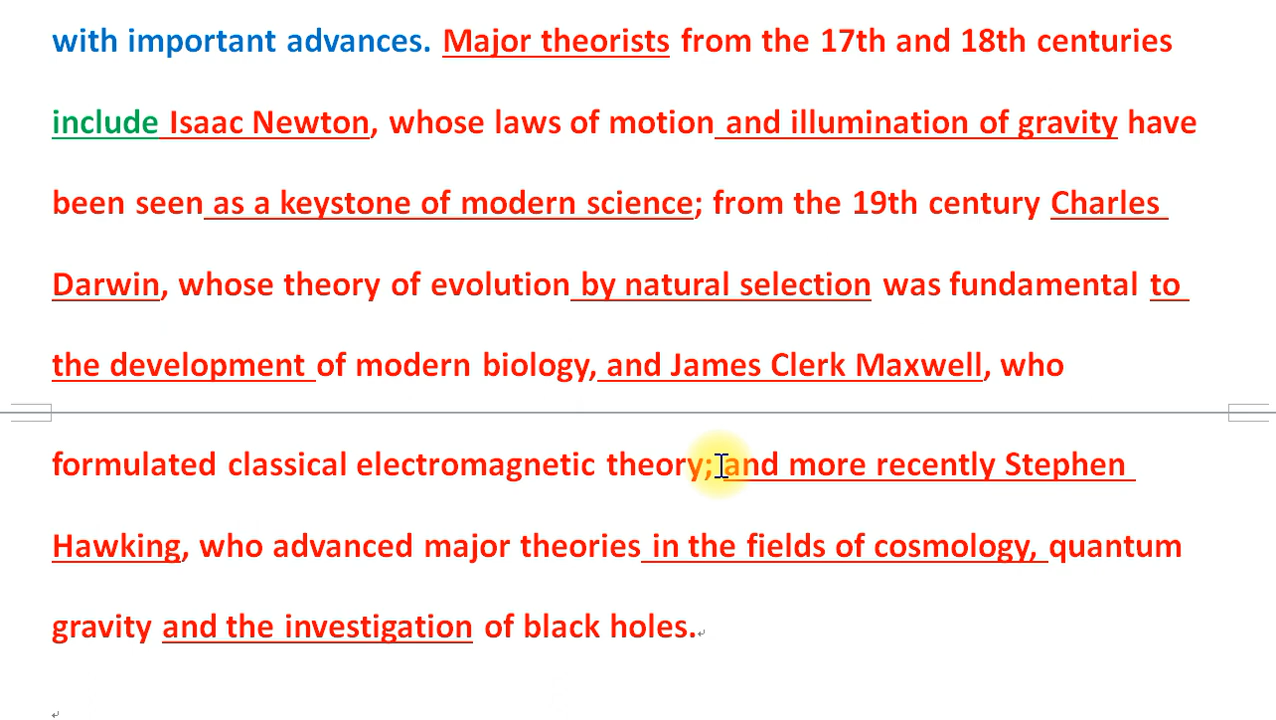 with important advances. Major theorists from the 17th and 18th centuries
include Isaac Newton, whose laws of motion and illumination of gravity have
been seen as a keystone of modern science; from the 19th century Charles
Darwin, whose theory of evolution by natural selection was fundamental to
the development of modern biology, and James Clerk Maxwell, who
formulated classical electromagnetic theory; and more recently Stephen
Hawking, who advanced major theories in the fields of cosmology, quantum
gravity and the investigation of black holes.